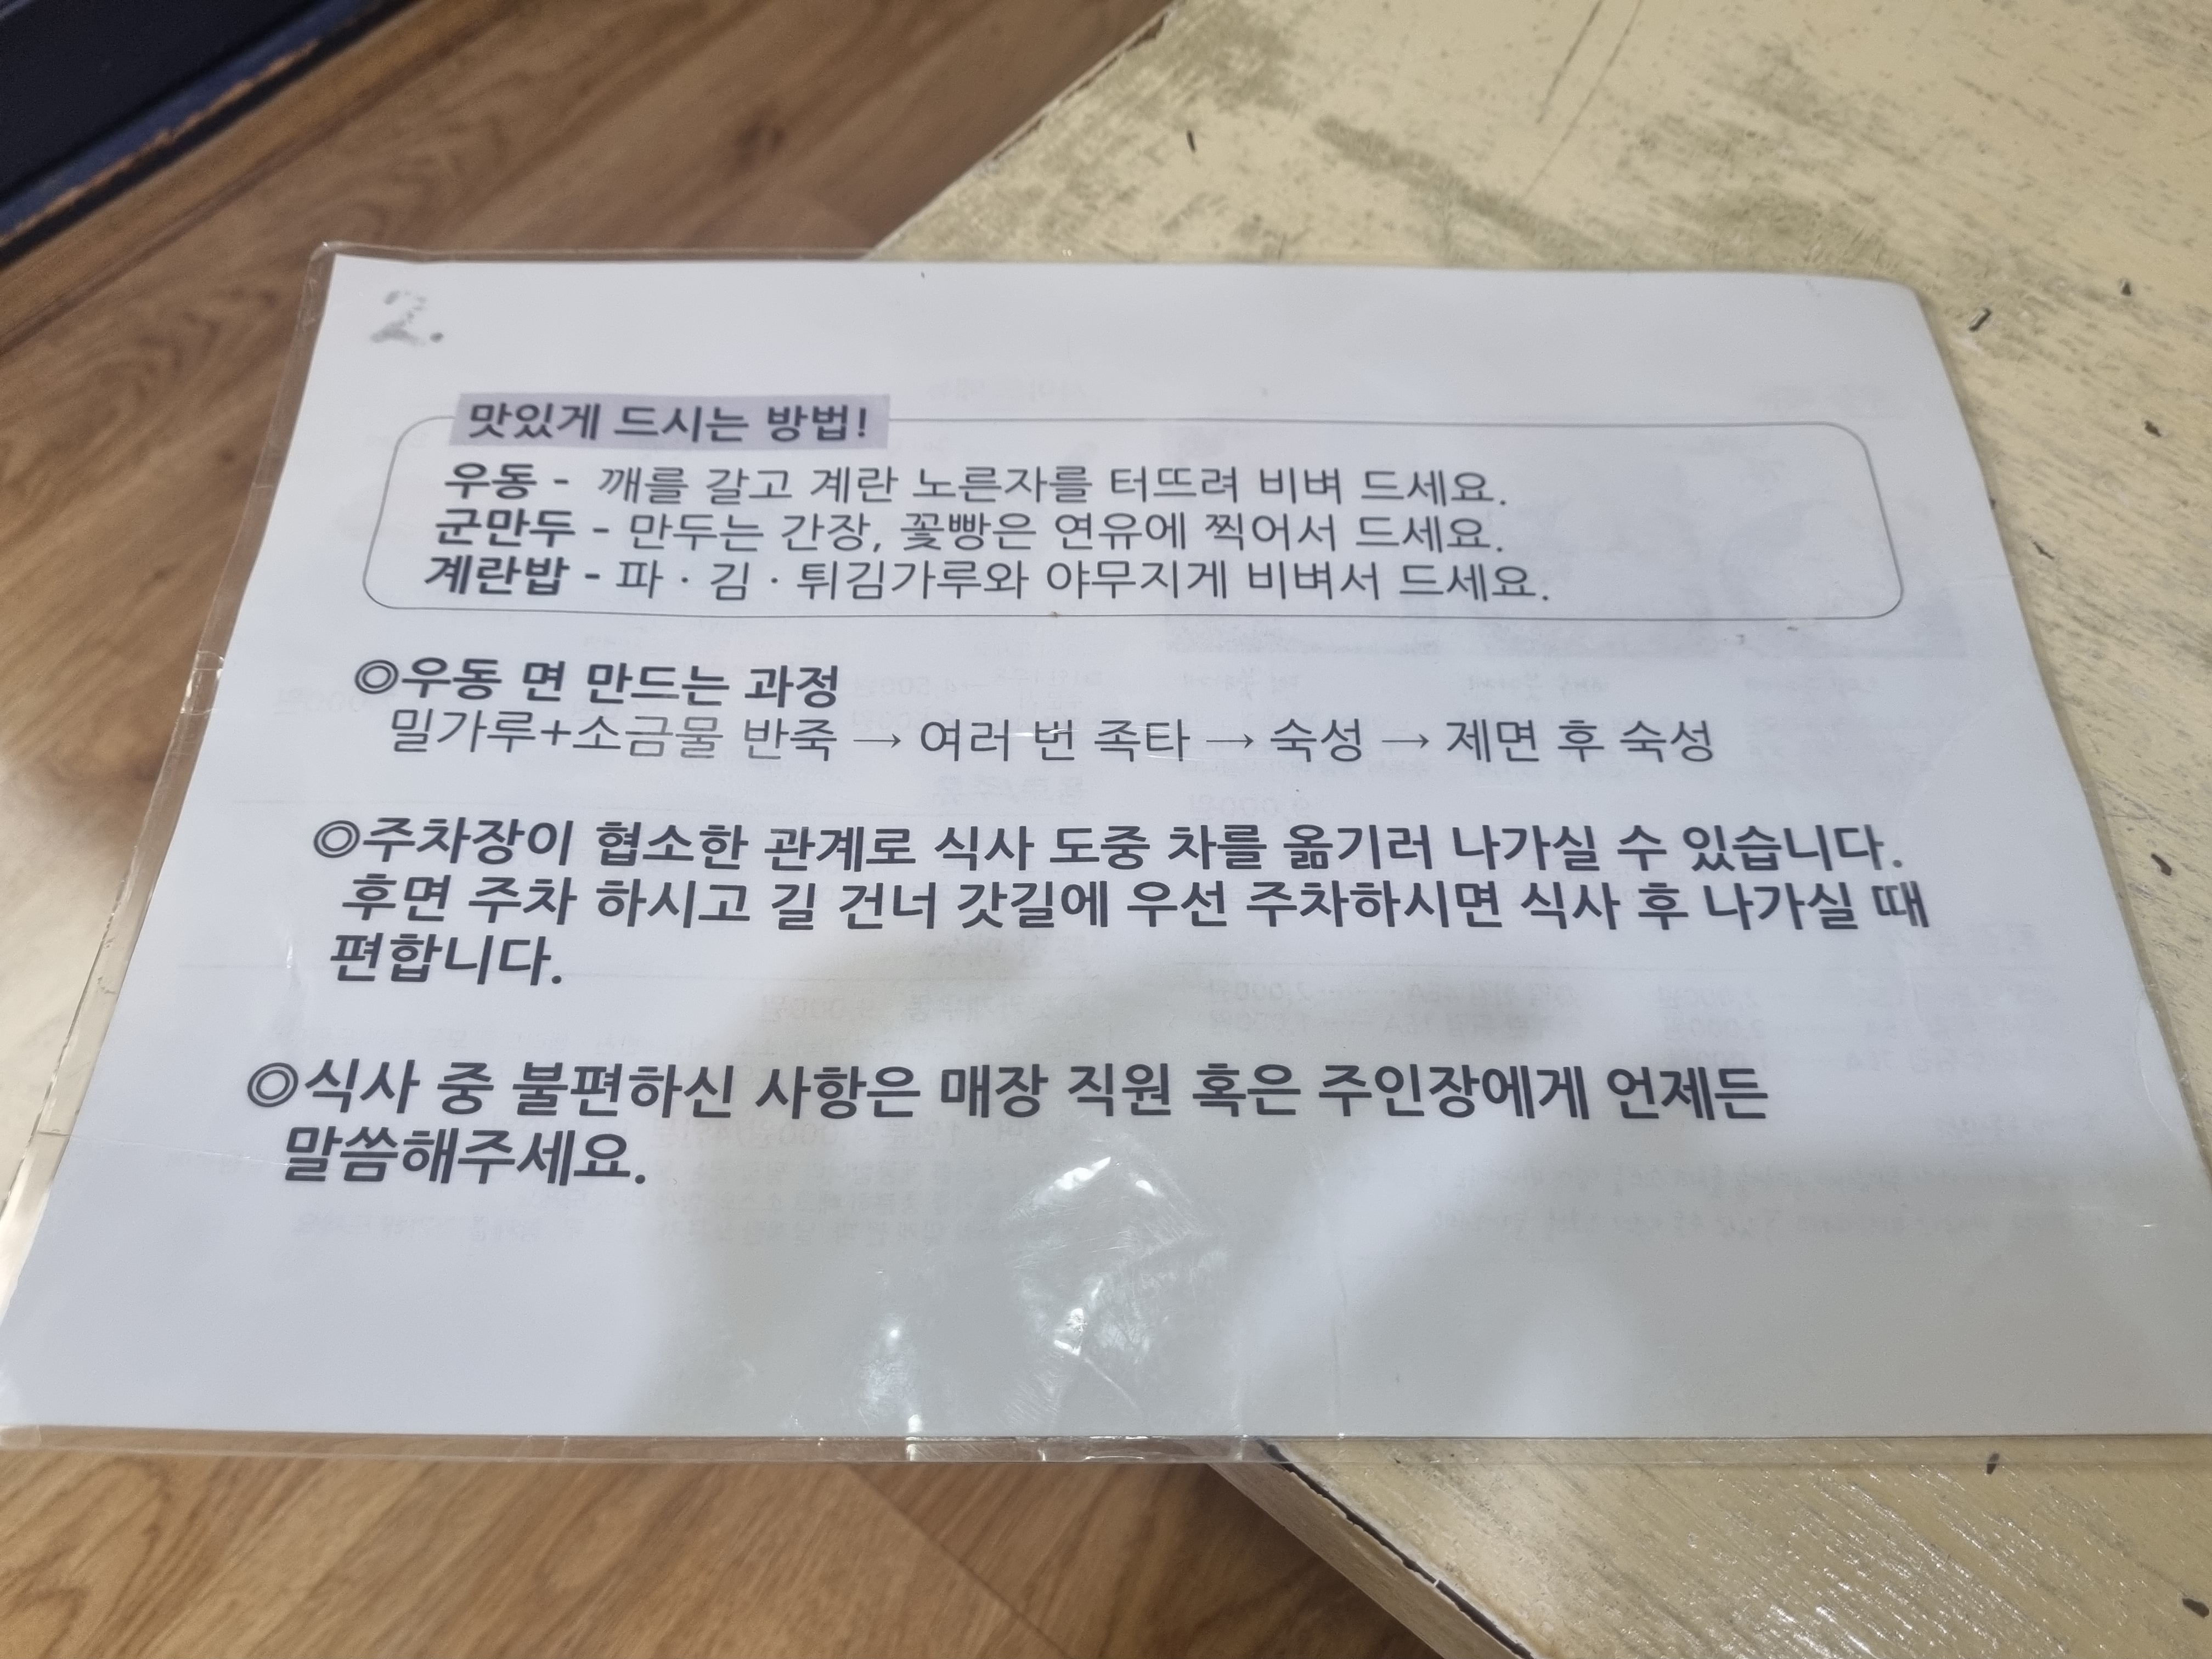 2.
맛있게 드시는 방법!
우동 - 깨를 갈고 계란 노른자를 터뜨려 비벼 드세요.
군만두 - 만두는 간장, 꽃빵은 연유에 찍어서 드세요.
계란밥 - 파 · 김 · 튀김가루와 야무지게 비벼서 드세요.
◎우동 면 만드는 과정
밀가루+소금물 반죽 → 여러 번 족타 → 숙성 → 제면 후 숙성
◎주차장이 협소한 관계로 식사 도중 차를 옮기러 나가실 수 있습니다.
후면 주차 하시고 길 건너 갓길에 우선 주차하시면 식사 후 나가실 때
편합니다.
◎식사 중 불편하신 사항은 매장 직원 혹은 주인장에게 언제든
말씀해주세요.